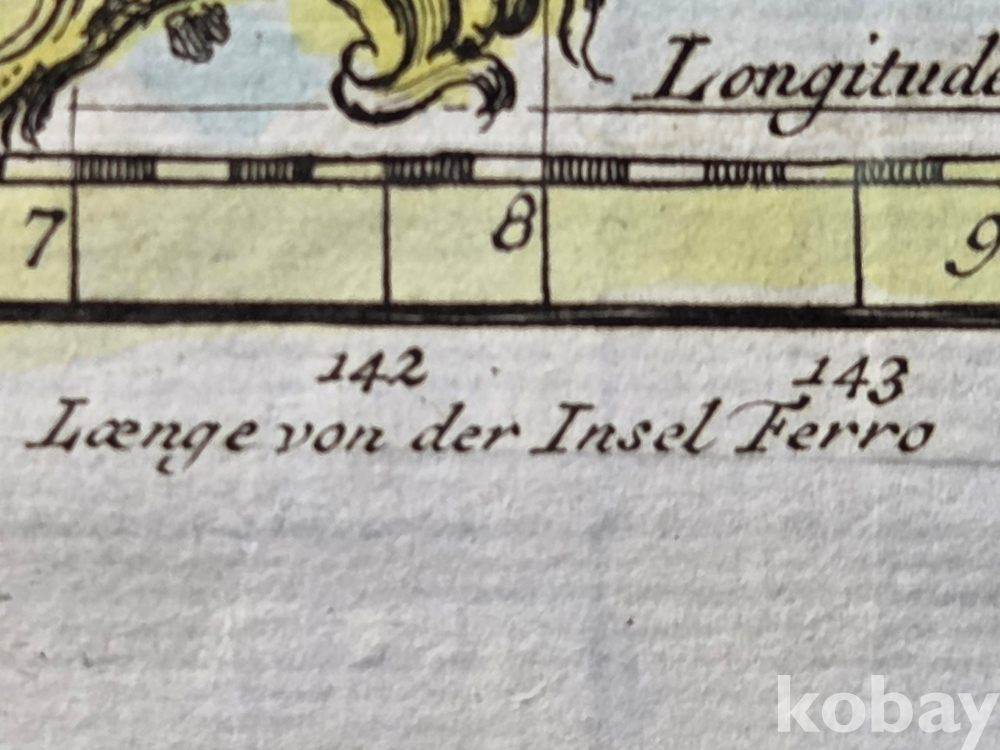 Longitude
7 8 9
142 143
Længe von der Insel Ferro
kobay